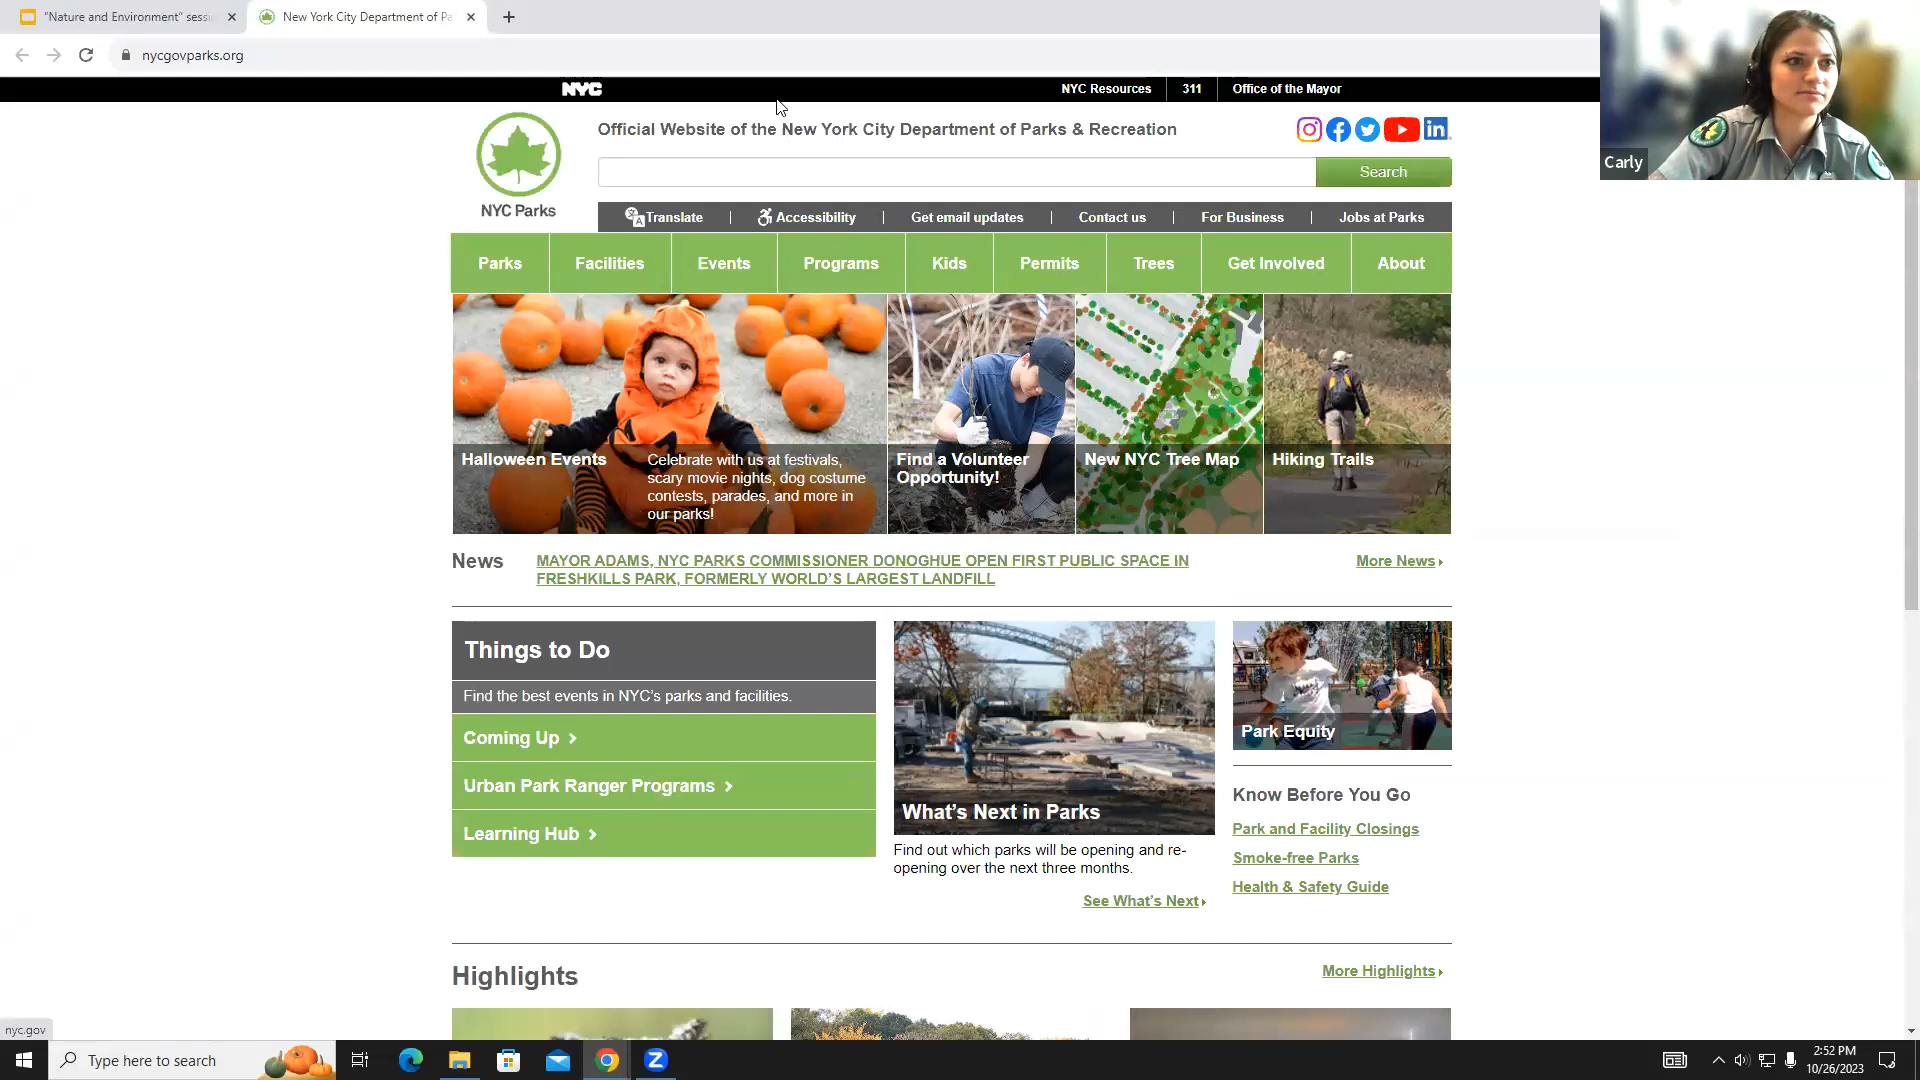 "Nature and Environment" sessi
New York City Department of Pa
nycgovparks.org
NYC
NYC Resources
311
Office of the Mayor
Carly
Official Website of the New York City Department of Parks & Recreation
Search
NYC Parks
Translate
Accessibility
Get email updates
Contact us
For Business
Jobs at Parks
Parks
Facilities
Events
Programs
Kids
Permits
Trees
Get Involved
About
Halloween Events
Celebrate with us at festivals,
scary movie nights, dog costume
contests, parades, and more in
our parks!
Find a Volunteer
Opportunity!
New NYC Tree Map
Hiking Trails
News
MAYOR ADAMS, NYC PARKS COMMISSIONER DONOGHUE OPEN FIRST PUBLIC SPACE IN
FRESHKILLS PARK, FORMERLY WORLD'S LARGEST LANDFILL
More News
Things to Do
Find the best events in NYC's parks and facilities.
Coming Up
Urban Park Ranger Programs
Learning Hub
What's Next in Parks
Find out which parks will be opening and re-
opening over the next three months.
See What's Next
Park Equity
Know Before You Go
Park and Facility Closings
Smoke-free Parks
Health & Safety Guide
Highlights
More Highlights
nyc.gov
Type here to search
2:52 PM
10/26/2023